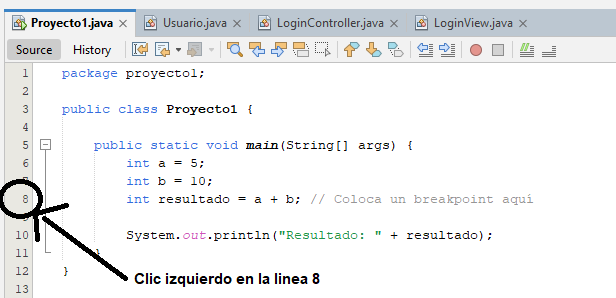 Proyecto1.java Usuario.java LoginController.java LoginView.java
Source History
1 package proyecto1;
2
3 public class Proyecto1 {
4
5 public static void main(String[] args) {
6 int a = 5;
int b = 10;
8 int resultado = a + b; // Coloca un breakpoint aquí
10 System.out.println("Resultado: " + resultado);
11 }
12 }
13
Clic izquierdo en la linea 8